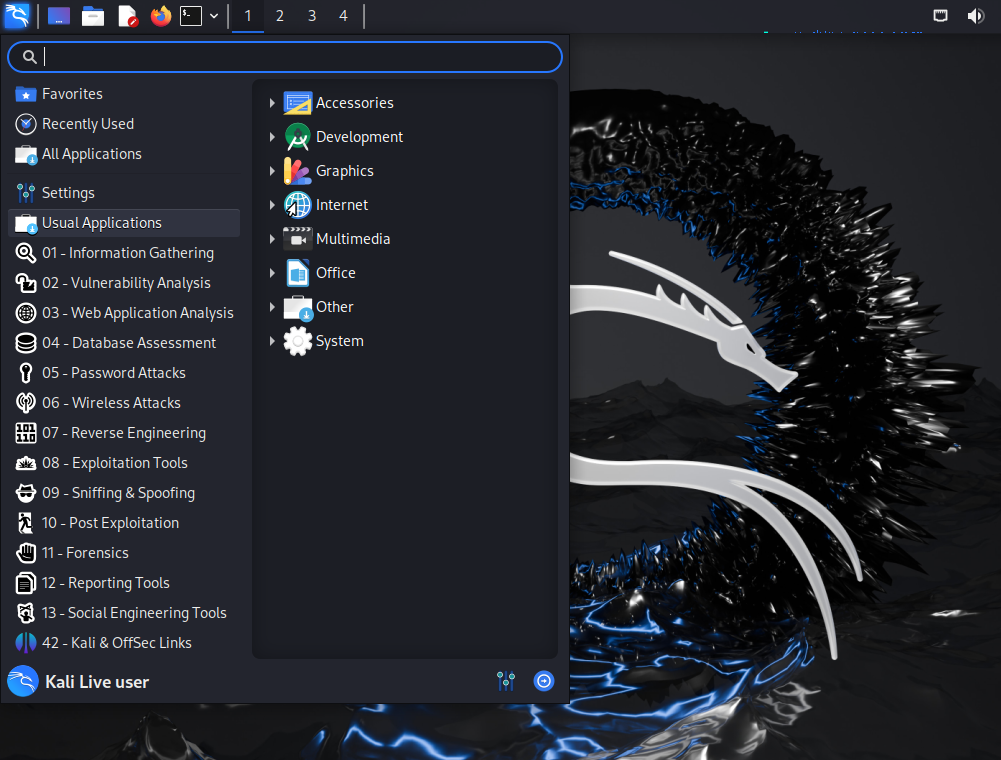 1 2 3 4
Favorites
Recently Used
All Applications
Settings
Usual Applications
01 - Information Gathering
02 - Vulnerability Analysis
03 - Web Application Analysis
04 - Database Assessment
05 - Password Attacks
06 - Wireless Attacks
07 - Reverse Engineering
08 - Exploitation Tools
09 - Sniffing & Spoofing
10 - Post Exploitation
11 - Forensics
12 - Reporting Tools
13 - Social Engineering Tools
42 - Kali & OffSec Links
Accessories
Development
Graphics
Internet
Multimedia
Office
Other
System
Kali Live user